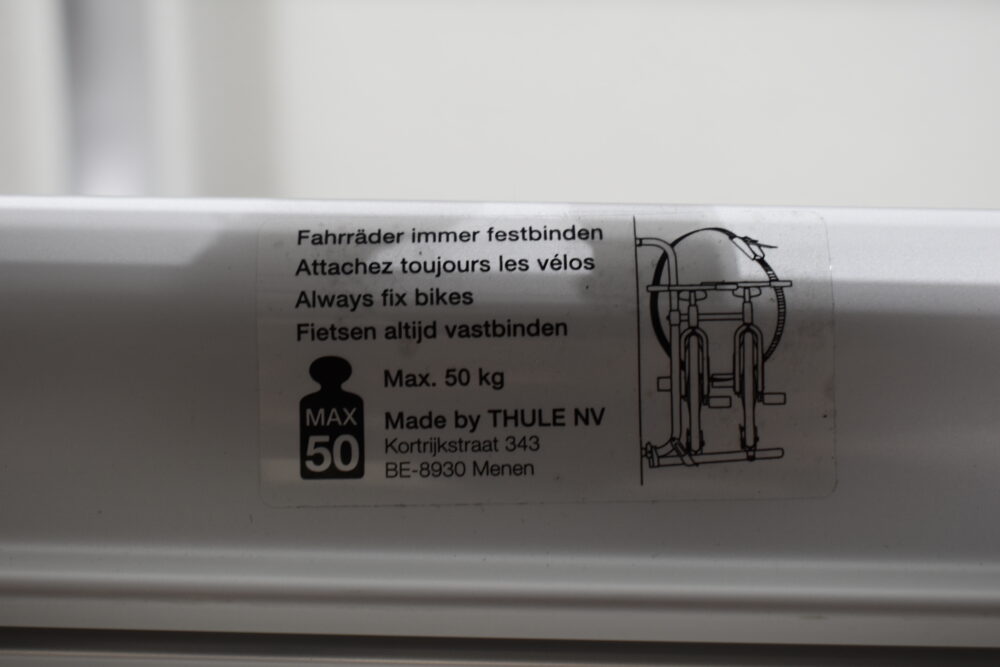 Fahrräder immer festbinden
Attachez toujours les vélos
Always fix bikes
Fietsen altijd vastbinden
Max. 50 kg
MAX
50
Made by THULE NV
Kortrijkstraat 343
BE-8930 Menen